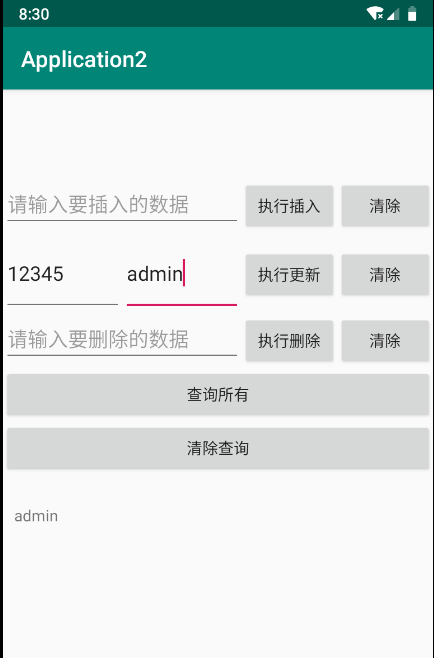 8:30
Application2
请输入要插入的数据 执行插入 清除
12345 admin 执行更新 清除
请输入要删除的数据 执行删除 清除
查询所有
清除查询
admin